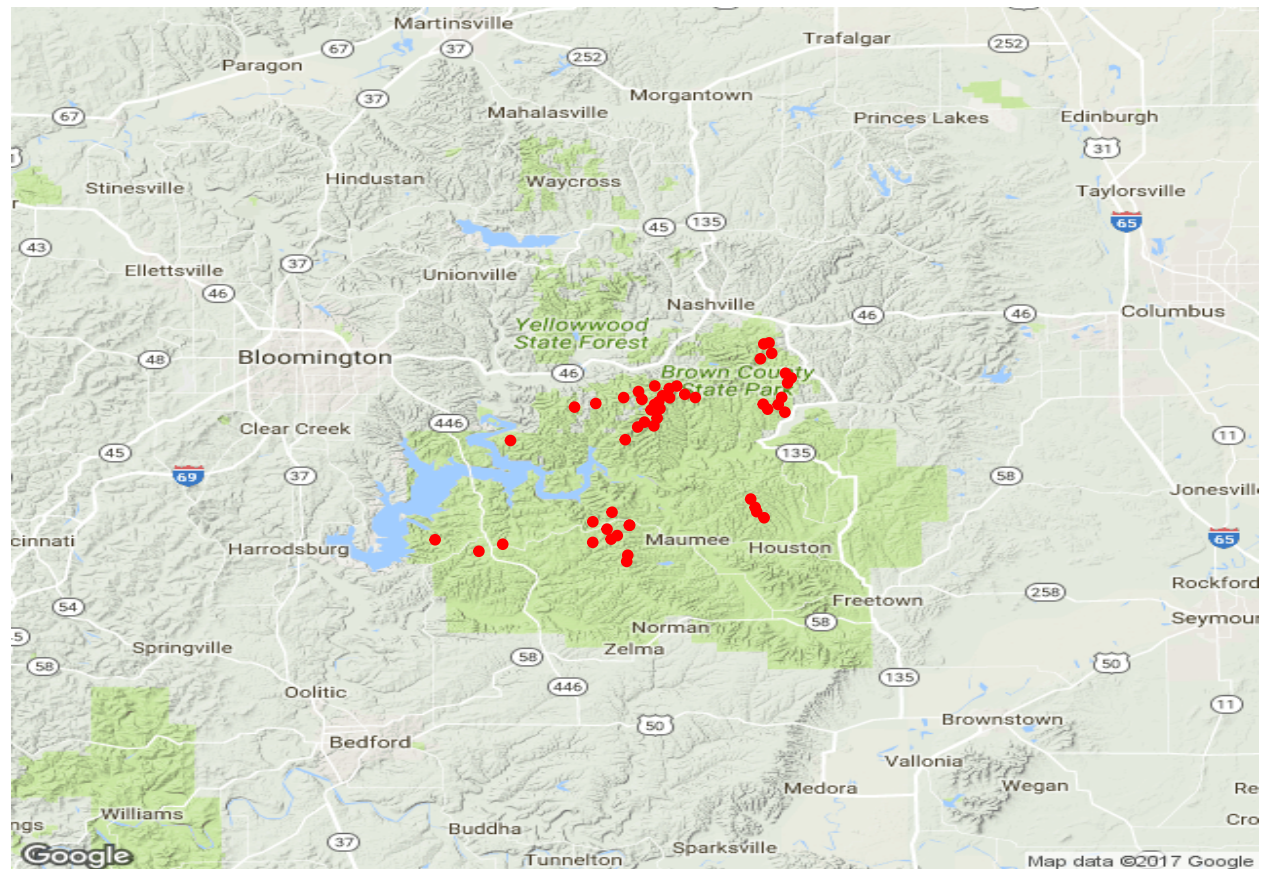 Martinsville
67
37
Trafalgar
252
Paragon
252
37
Morgantown
Mahalasville
Princes Lakes
Edinburgh
67
31
Hindustan
Waycross
Stinesville
Taylorsville
135
45
65
43
37
Ellettsville
Unionville
46
Nashville
46
46
Columbus
Yellowwood
State Forest
Bloomington
48
46
Brown County
State Park
446
Clear Creek
11
45
135
69
37
58
Jonesvill
cinnati
Harrodsburg
Maumee
Houston
65
54
Rockford
258
Freetown
Seymour
58
Norman
Springville
Zelma
58
58
50
446
135
Oolitic
11
50
Brownstown
Bedford
Vallonia
Medora
Wegan
Re
Williams
ngs
Buddha
Cro
37
Sparksville
Google
Tunnelton
Map data ©2017 Google